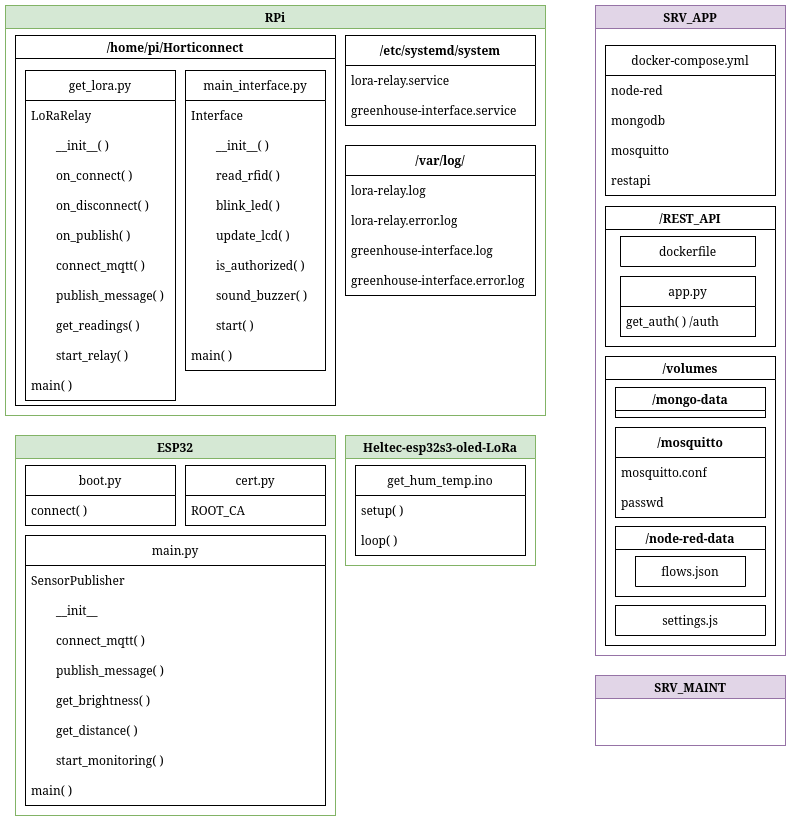 RPi
/home/pi/Horticonnect
get_lora.py
LoRaRelay
__init__( )
on_connect( )
on_disconnect( )
on_publish( )
connect_mqtt( )
publish_message( )
get_readings( )
start_relay( )
main( )
main_interface.py
Interface
__init__( )
read_rfid( )
blink_led( )
update_lcd( )
is_authorized( )
sound_buzzer( )
start( )
main( )
/etc/systemd/system
lora-relay.service
greenhouse-interface.service
/var/log/
lora-relay.log
lora-relay.error.log
greenhouse-interface.log
greenhouse-interface.error.log
ESP32
boot.py
connect( )
cert.py
ROOT_CA
main.py
SensorPublisher
__init__
connect_mqtt( )
publish_message( )
get_brightness( )
get_distance( )
start_monitoring( )
main( )
Heltec-esp32s3-oled-LoRa
get_hum_temp.ino
setup( )
loop( )
SRV_APP
docker-compose.yml
node-red
mongodb
mosquitto
restapi
/REST_API
dockerfile
app.py
get_auth( ) /auth
/volumes
/mongo-data
/mosquitto
mosquitto.conf
passwd
/node-red-data
flows.json
settings.js
SRV_MAINT